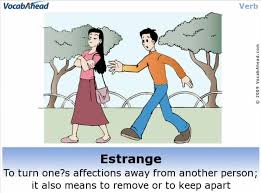 VocabAhead
Verb
© 2009 VocabAhead.com
Estrange
To turn one?s affections away from another person;
it also means to remove or to keep apart